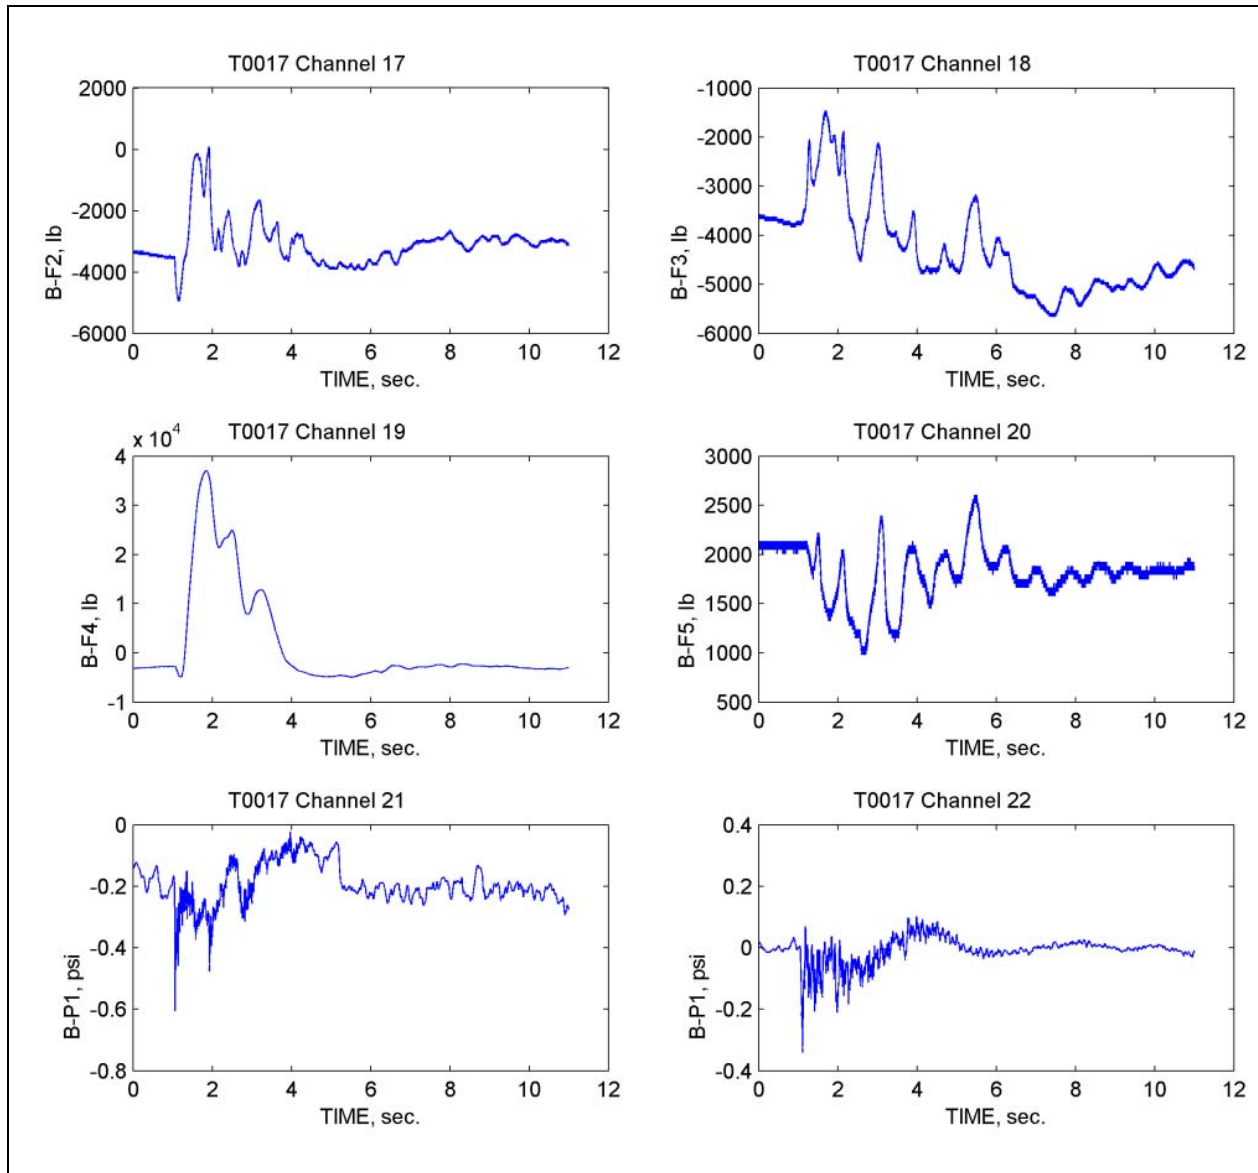 T0017 Channel 17
2000
0
-2000
-4000
-6000
B-F2, lb
0 2 4 6 8 10 12
TIME, sec.
T0017 Channel 18
-1000
-2000
-3000
-4000
-5000
-6000
B-F3, lb
0 2 4 6 8 10 12
TIME, sec.
T0017 Channel 19
x 10^4
4
3
2
1
0
-1
B-F4, lb
0 2 4 6 8 10 12
TIME, sec.
T0017 Channel 20
3000
2500
2000
1500
1000
500
B-F5, lb
0 2 4 6 8 10 12
TIME, sec.
T0017 Channel 21
0
-0.2
-0.4
-0.6
-0.8
B-P1, psi
0 2 4 6 8 10 12
TIME, sec.
T0017 Channel 22
0.4
0.2
0
-0.2
-0.4
B-P1, psi
0 2 4 6 8 10 12
TIME, sec.